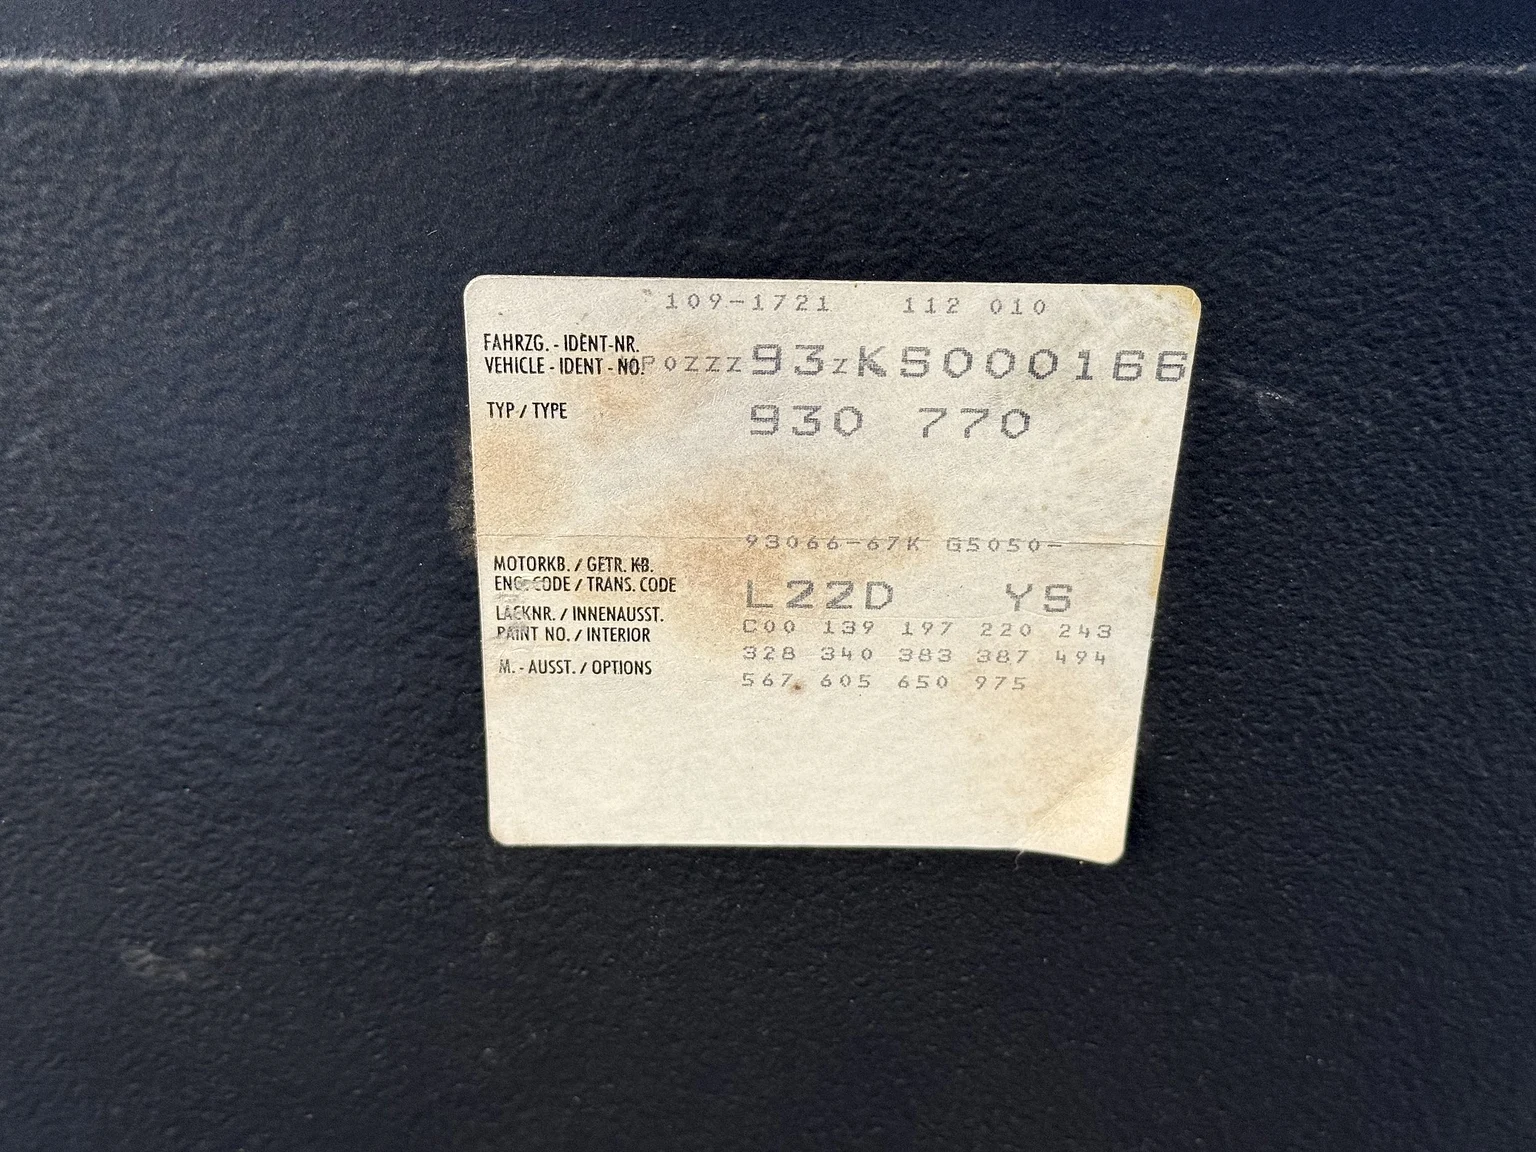 109-1721 112 010
FAHRZG. - IDENT-NR.
VEHICLE - IDENT - NO. WP0ZZZ93ZKS000166
TYP / TYPE 930 770
93066-67K G5050-
MOTORKB. / GETR. KB.
ENG. CODE / TRANS. CODE
LACKNR. / INNENAUSST. L22D YS
PAINT NO. / INTERIOR C00 139 197 220 243
328 340 383 387 494
M. - AUSST. / OPTIONS
567 605 650 975